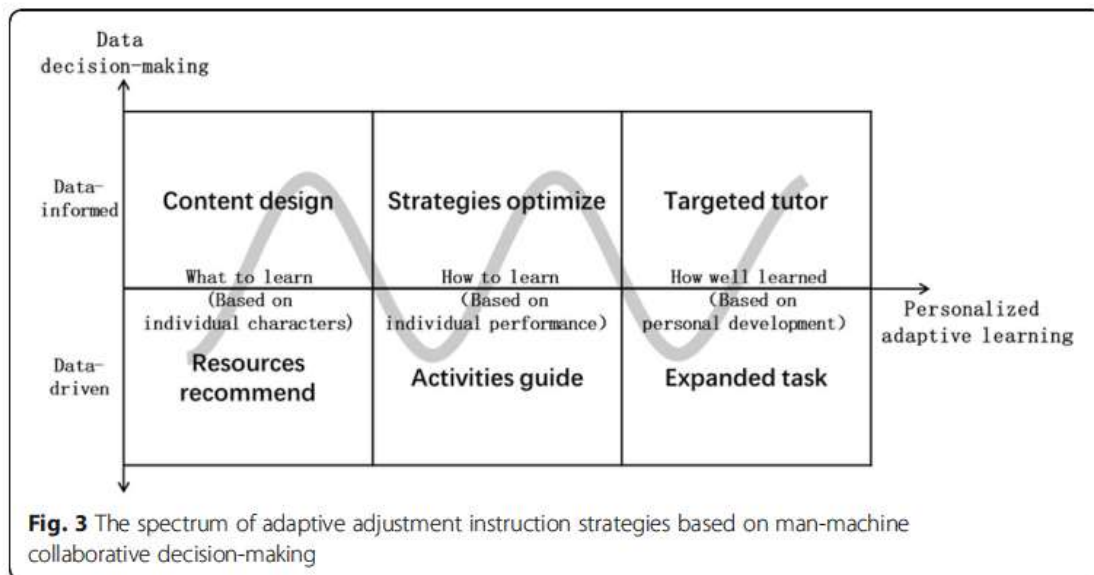 Data
decision-making
Data-
informed
Content design
Strategies optimize
Targeted tutor
What to learn
(Based on
individual characters)
How to learn
(Based on
individual performance)
How well learned
(Based on
personal development)
Personalized
adaptive learning
Data-
driven
Resources
recommend
Activities guide
Expanded task
Fig. 3 The spectrum of adaptive adjustment instruction strategies based on man-machine
collaborative decision-making